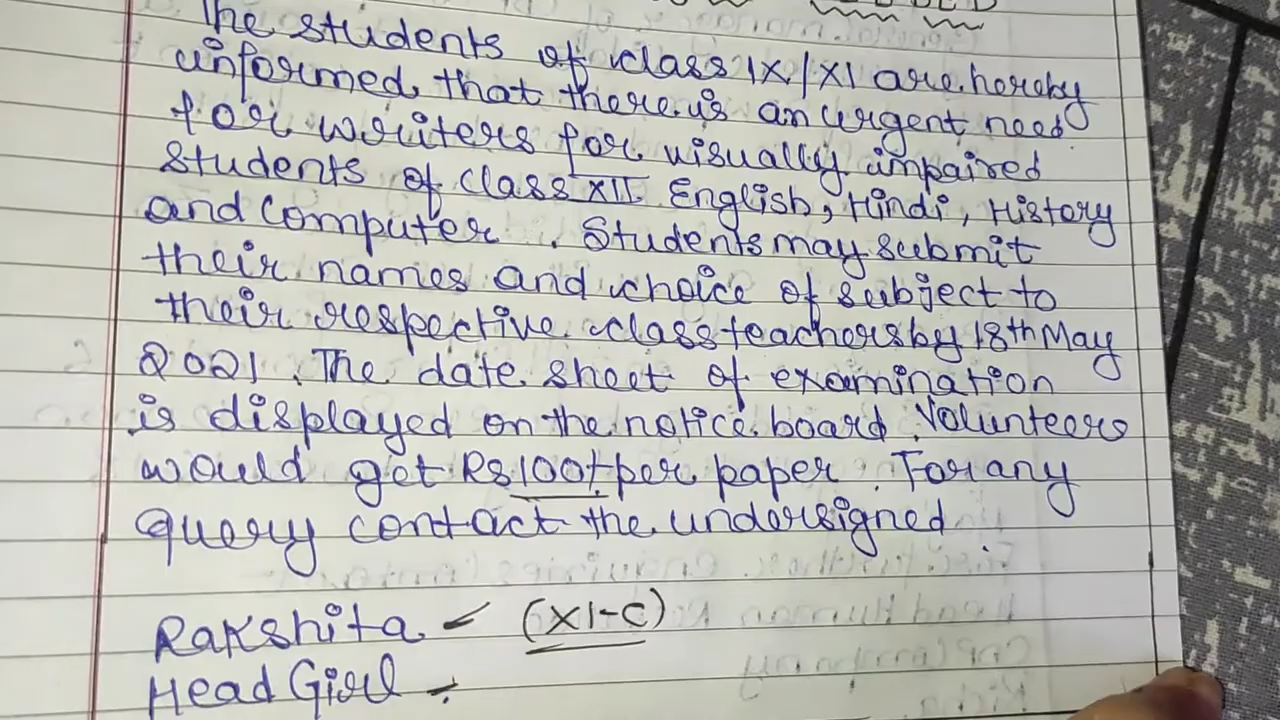 The students of class IX/XI are hereby
informed that there is an urgent need
for writers for visually impaired
students of class XII English, Hindi, History
and computer. Students may submit
their names and choice of subject to
their respective class teachers by 18th May
2021. The date sheet of examination
is displayed on the notice board. Volunteers
would get Rs 100 per paper. For any
query contact the undersigned.
Rakshita (XI-C)
Head Girl